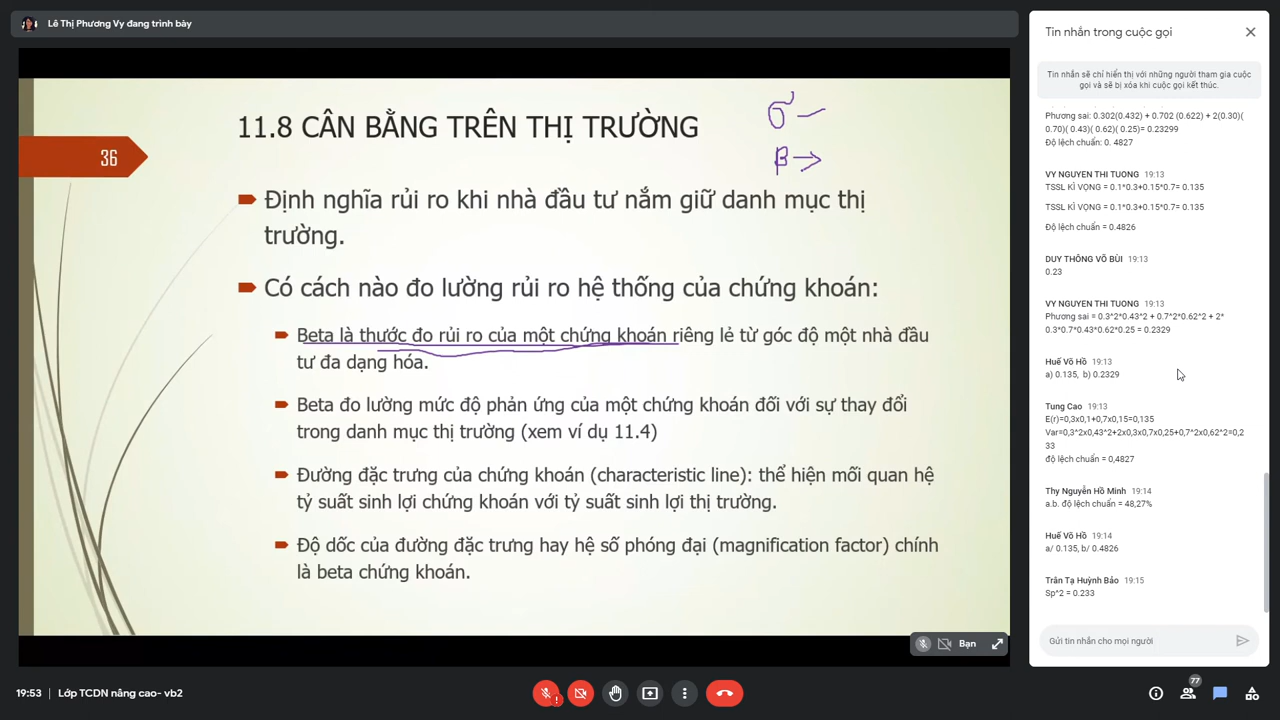 Lê Thị Phương Vy đang trình bày
11.8 CÂN BẰNG TRÊN THỊ TRƯỜNG
σ
β
36
Định nghĩa rủi ro khi nhà đầu tư nắm giữ danh mục thị
trường.
Có cách nào đo lường rủi ro hệ thống của chứng khoán:
Beta là thước đo rủi ro của một chứng khoán riêng lẻ từ góc độ một nhà đầu
tư đa dạng hóa.
Beta đo lường mức độ phản ứng của một chứng khoán đối với sự thay đổi
trong danh mục thị trường (xem ví dụ 11.4)
Đường đặc trưng của chứng khoán (characteristic line): thể hiện mối quan hệ
tỷ suất sinh lợi chứng khoán với tỷ suất sinh lợi thị trường.
Độ dốc của đường đặc trưng hay hệ số phóng đại (magnification factor) chính
là beta chứng khoán.
Bạn
Tin nhắn trong cuộc gọi
Tin nhắn sẽ chỉ hiển thị với những người tham gia cuộc
gọi và sẽ bị xóa khi cuộc gọi kết thúc.
Phương sai: 0.302(0.432) + 0.702 (0.622) + 2(0.30)(
0.70)( 0.43)( 0.62)( 0.25)= 0.23299
Độ lệch chuẩn: 0. 4827
VY NGUYEN THI TUONG 19:13
TSSL KÌ VỌNG = 0.1*0.3+0.15*0.7= 0.135
TSSL KÌ VỌNG = 0.1*0.3+0.15*0.7= 0.135
Độ lệch chuẩn = 0.4826
DUY THÔNG VÕ BÙI 19:13
0.23
VY NGUYEN THI TUONG 19:13
Phương sai = 0.3^2*0.43^2 + 0.7^2*0.62^2 + 2*
0.3*0.7*0.43*0.62*0.25 = 0.2329
Huế Võ Hồ 19:13
a) 0.135, b) 0.2329
Tung Cao 19:13
E(r)=0,3x0,1+0,7x0,15=0,135
Var=0,3^2x0,43^2+2x0,3x0,7x0,25+0,7^2x0,62^2=0,2
33
độ lệch chuẩn = 0,4827
Thy Nguyễn Hồ Minh 19:14
a.b. độ lệch chuẩn = 48,27%
Huế Võ Hồ 19:14
a/ 0.135, b/ 0.4826
Trân Tạ Huỳnh Bảo 19:15
Sp^2 = 0.233
Gửi tin nhắn cho mọi người
19:53 Lớp TCDN nâng cao- vb2
77